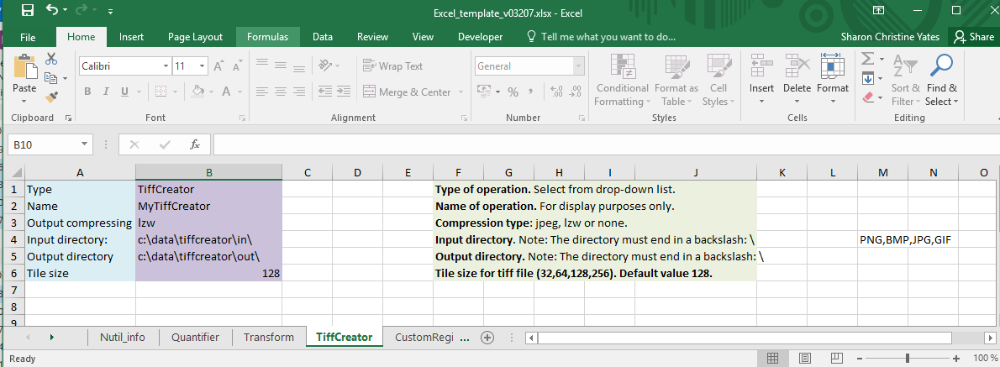 Excel_template_v03207.xlsx - Excel
File Home Insert Page Layout Formulas Data Review View Developer Tell me what you want to do... Sharon Christine Yates Share
Calibri 11 Wrap Text General
Paste B I U Merge & Center % , Conditional Formatting Format as Table Cell Styles Insert Delete Format Sort & Filter Find & Select
Clipboard Font Alignment Number Styles Cells Editing
B10 fx
A B C D E F G H I J K L M N O
1 Type TiffCreator Type of operation. Select from drop-down list.
2 Name MyTiffCreator Name of operation. For display purposes only.
3 Output compressing lzw Compression type: jpeg, lzw or none.
4 Input directory: c:\data\tiffcreator\in\ Input directory. Note: The directory must end in a backslash: \ PNG,BMP,JPG,GIF
5 Output directory c:\data\tiffcreator\out\ Output directory. Note: The directory must end in a backslash: \
6 Tile size 128 Tile size for tiff file (32,64,128,256). Default value 128.
7
8
9
Nutil_info Quantifier Transform TiffCreator CustomRegi ...
Ready 100 %